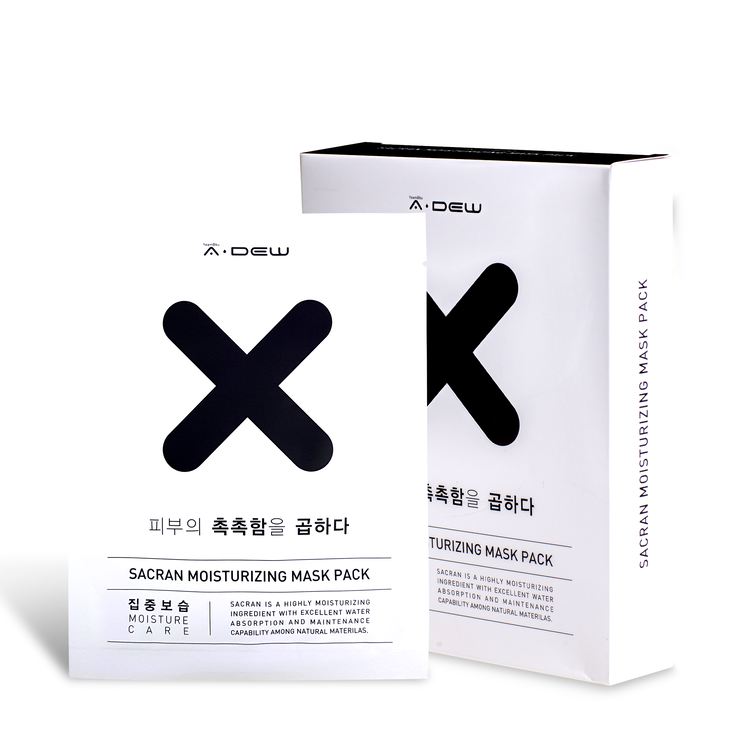 A·DEW
피부의 촉촉함을 곱하다
SACRAN MOISTURIZING MASK PACK
집중보습
MOISTURE
CARE
SACRAN IS A HIGHLY MOISTURIZING
INGREDIENT WITH EXCELLENT WATER
ABSORPTION AND MAINTENANCE
CAPABILITY AMONG NATURAL MATERILAS.
A·DEW
촉함을 곱하다
TURIZING MASK PACK
SACRAN IS A HIGHLY MOISTURIZING
INGREDIENT WITH EXCELLENT WATER
ABSORPTION AND MAINTENANCE
CAPABILITY AMONG NATURAL MATERILAS.
SACRAN MOISTURIZING MASK PACK